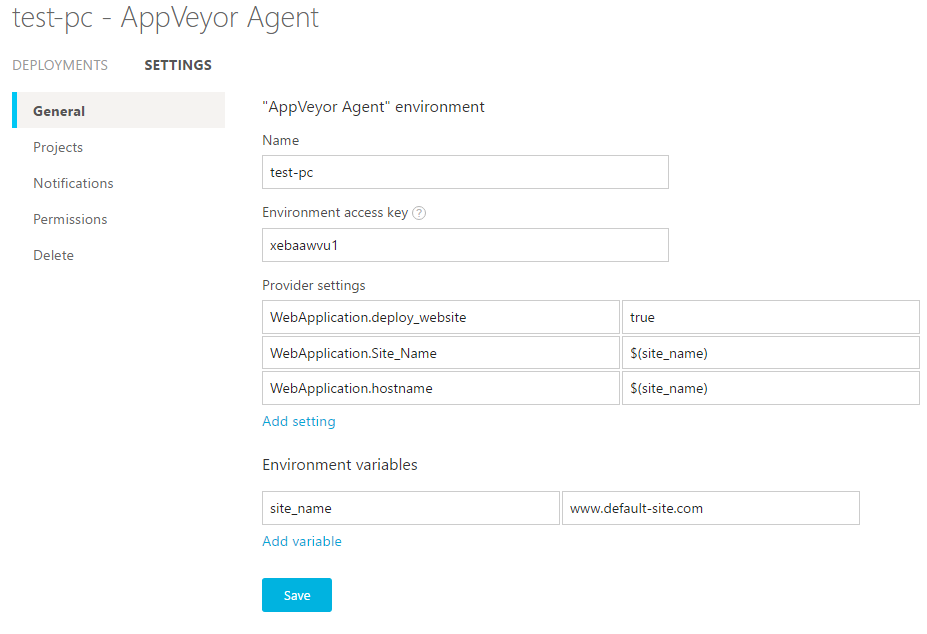 test-pc - AppVeyor Agent
DEPLOYMENTS SETTINGS
General
Projects
Notifications
Permissions
Delete
"AppVeyor Agent" environment
Name
test-pc
Environment access key ?
xebaawvu1
Provider settings
WebApplication.deploy_website true
WebApplication.Site_Name $(site_name)
WebApplication.hostname $(site_name)
Add setting
Environment variables
site_name www.default-site.com
Add variable
Save